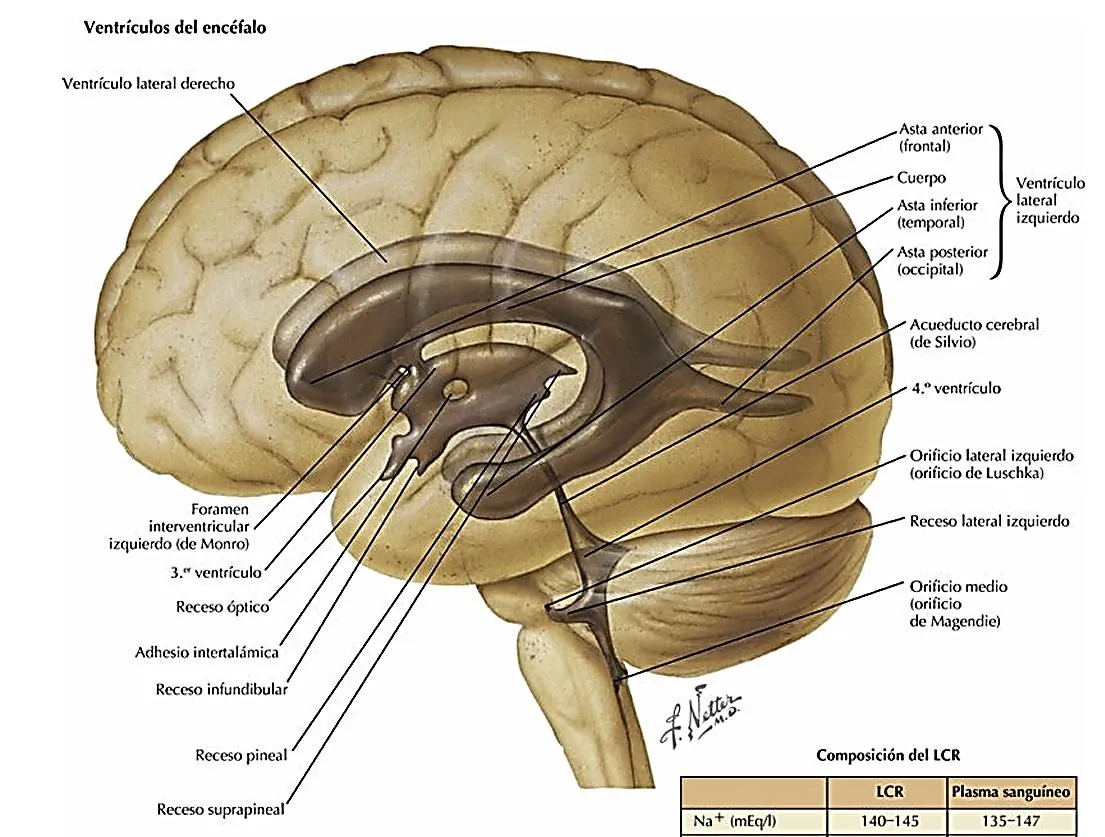 Ventrículos del encéfalo
Ventrículo lateral derecho
Asta anterior
(frontal)
Cuerpo
Asta inferior
(temporal)
Asta posterior
(occipital)
Ventrículo
lateral
izquierdo
Acueducto cerebral
(de Silvio)
4.º ventrículo
Orificio lateral izquierdo
(orificio de Luschka)
Receso lateral izquierdo
Orificio medio
(orificio
de Magendie)
Foramen
interventricular
izquierdo (de Monro)
3.er ventrículo
Receso óptico
Adhesio intertalámica
Receso infundibular
Receso pineal
Receso suprapineal
F. Netter
M.D.
Composición del LCR
LCR Plasma sanguíneo
Na+ (mEq/l) 140–145 135–147